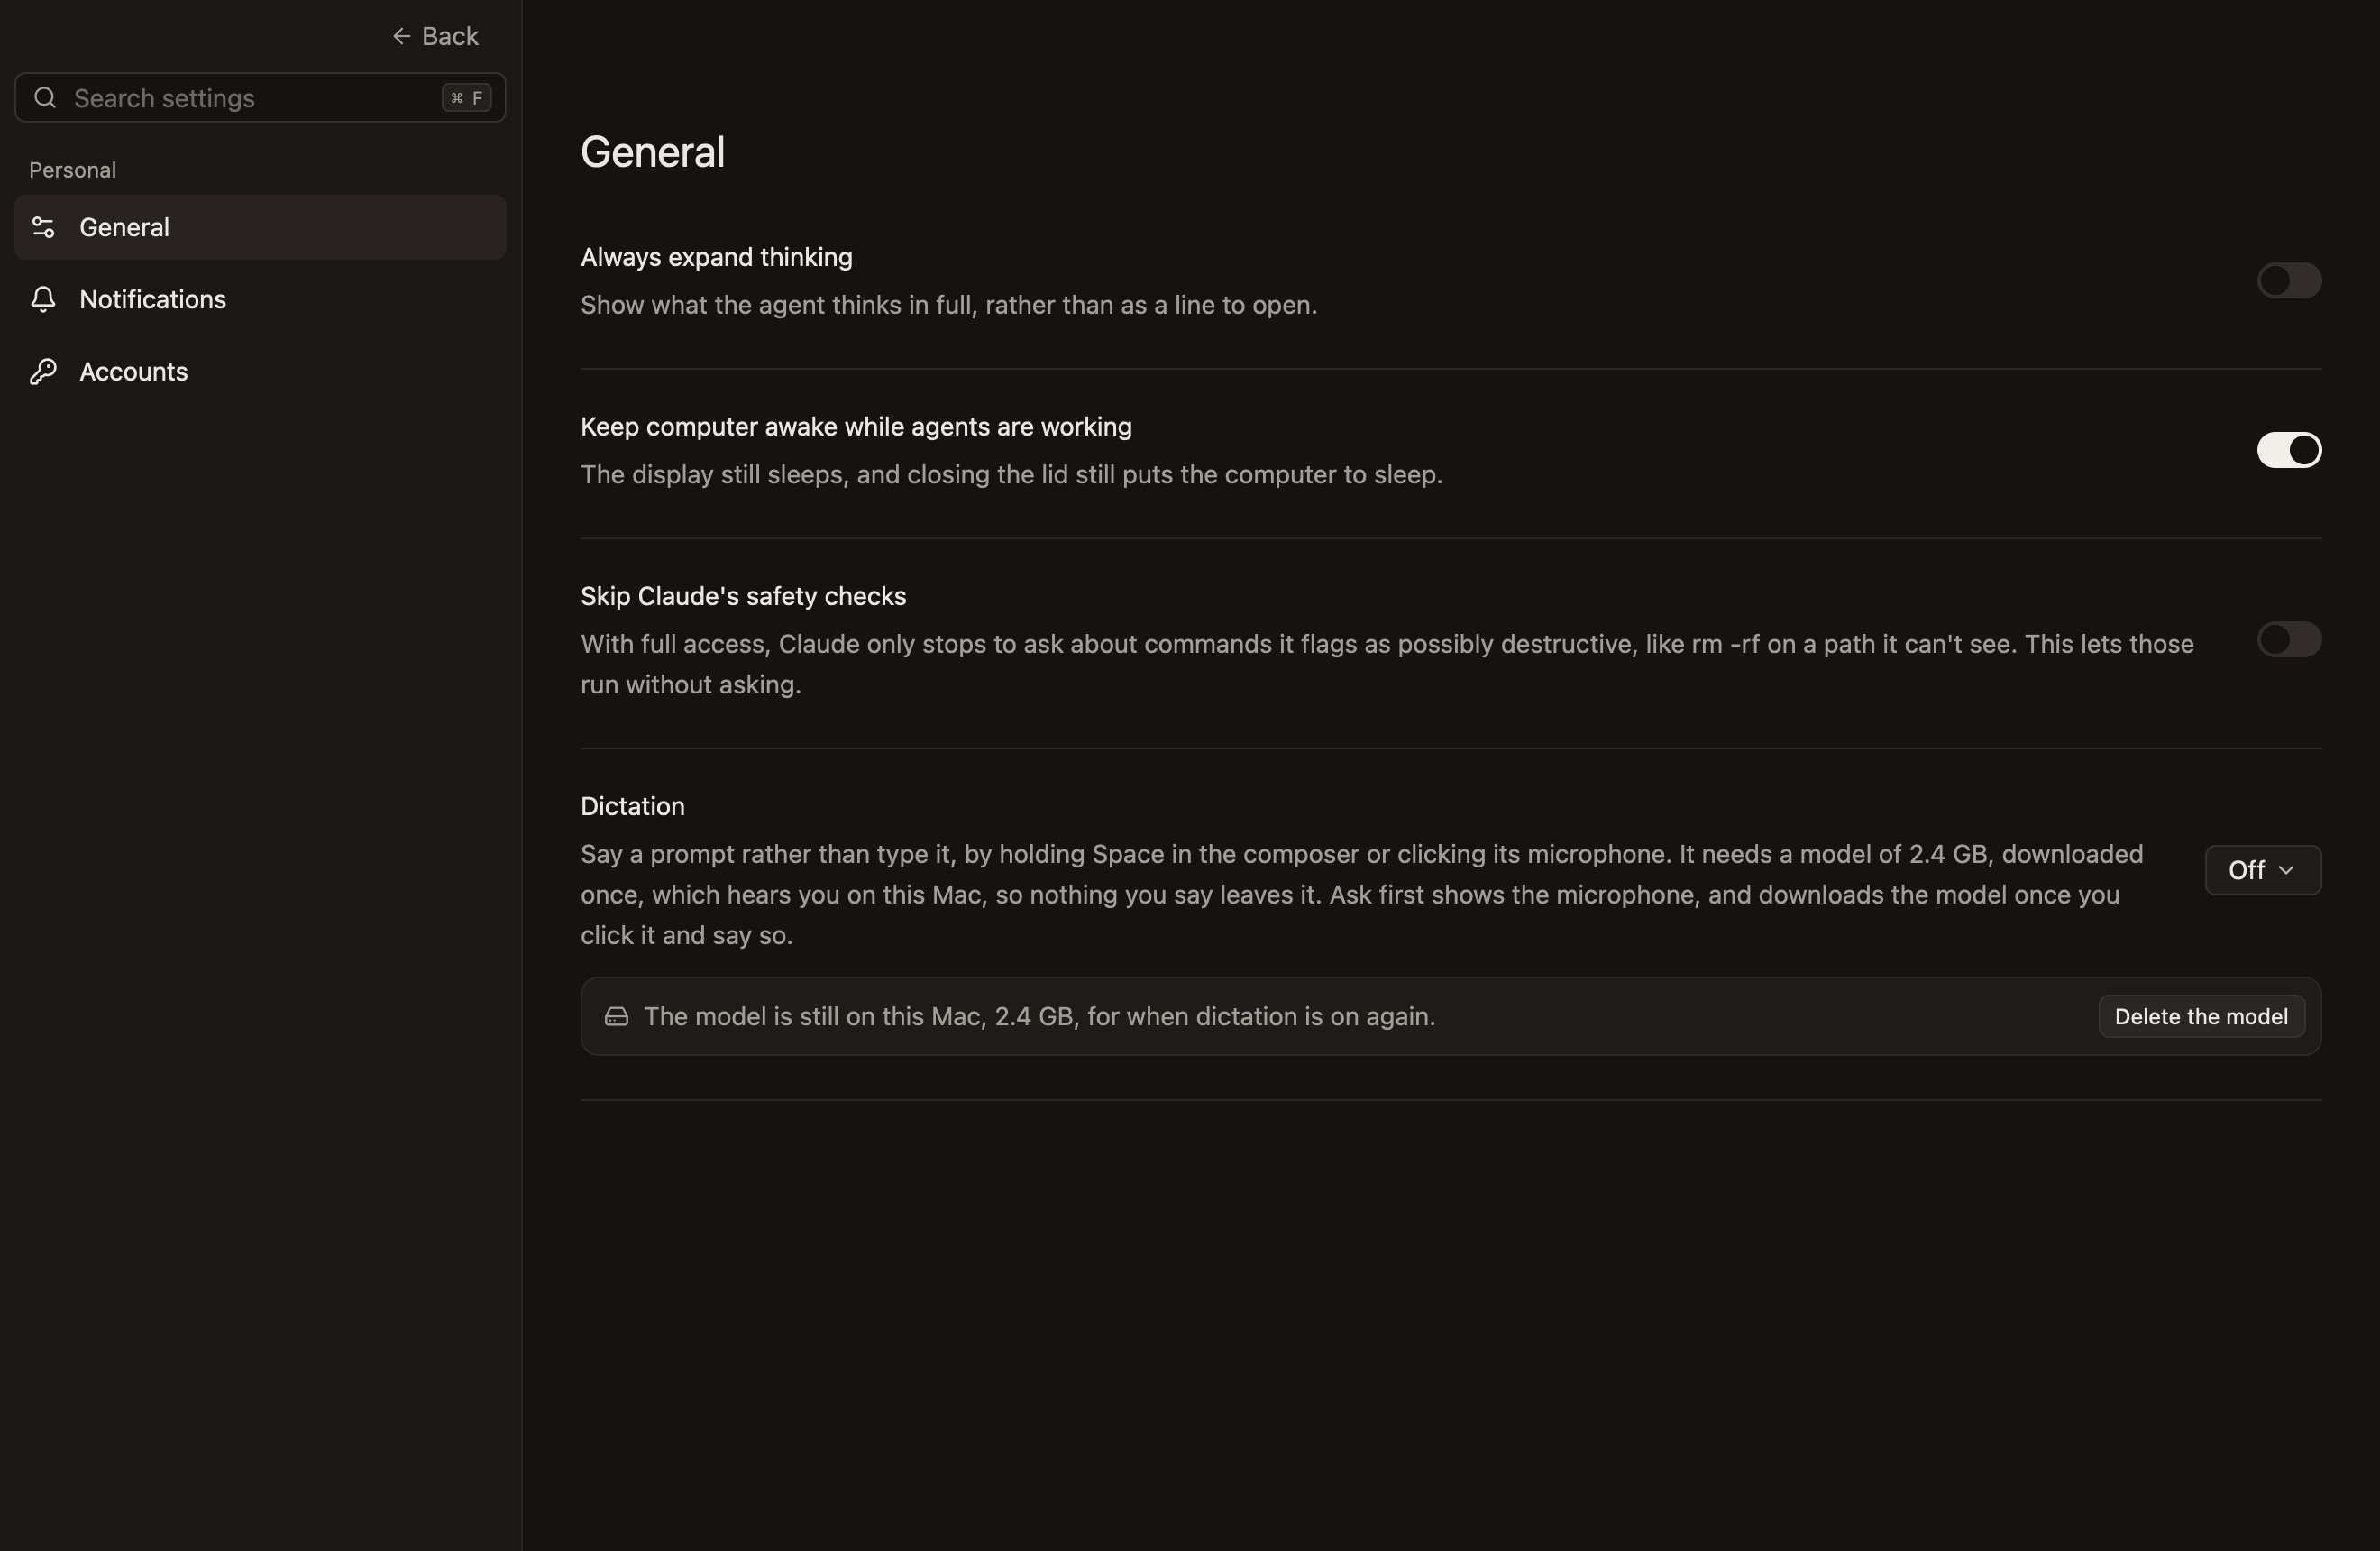 Back
Search settings
⌘ F
Personal
General
Notifications
Accounts
General
Always expand thinking
Show what the agent thinks in full, rather than as a line to open.
Keep computer awake while agents are working
The display still sleeps, and closing the lid still puts the computer to sleep.
Skip Claude's safety checks
With full access, Claude only stops to ask about commands it flags as possibly destructive, like rm -rf on a path it can't see. This lets those
run without asking.
Dictation
Say a prompt rather than type it, by holding Space in the composer or clicking its microphone. It needs a model of 2.4 GB, downloaded
once, which hears you on this Mac, so nothing you say leaves it. Ask first shows the microphone, and downloads the model once you
click it and say so.
Off
The model is still on this Mac, 2.4 GB, for when dictation is on again.
Delete the model